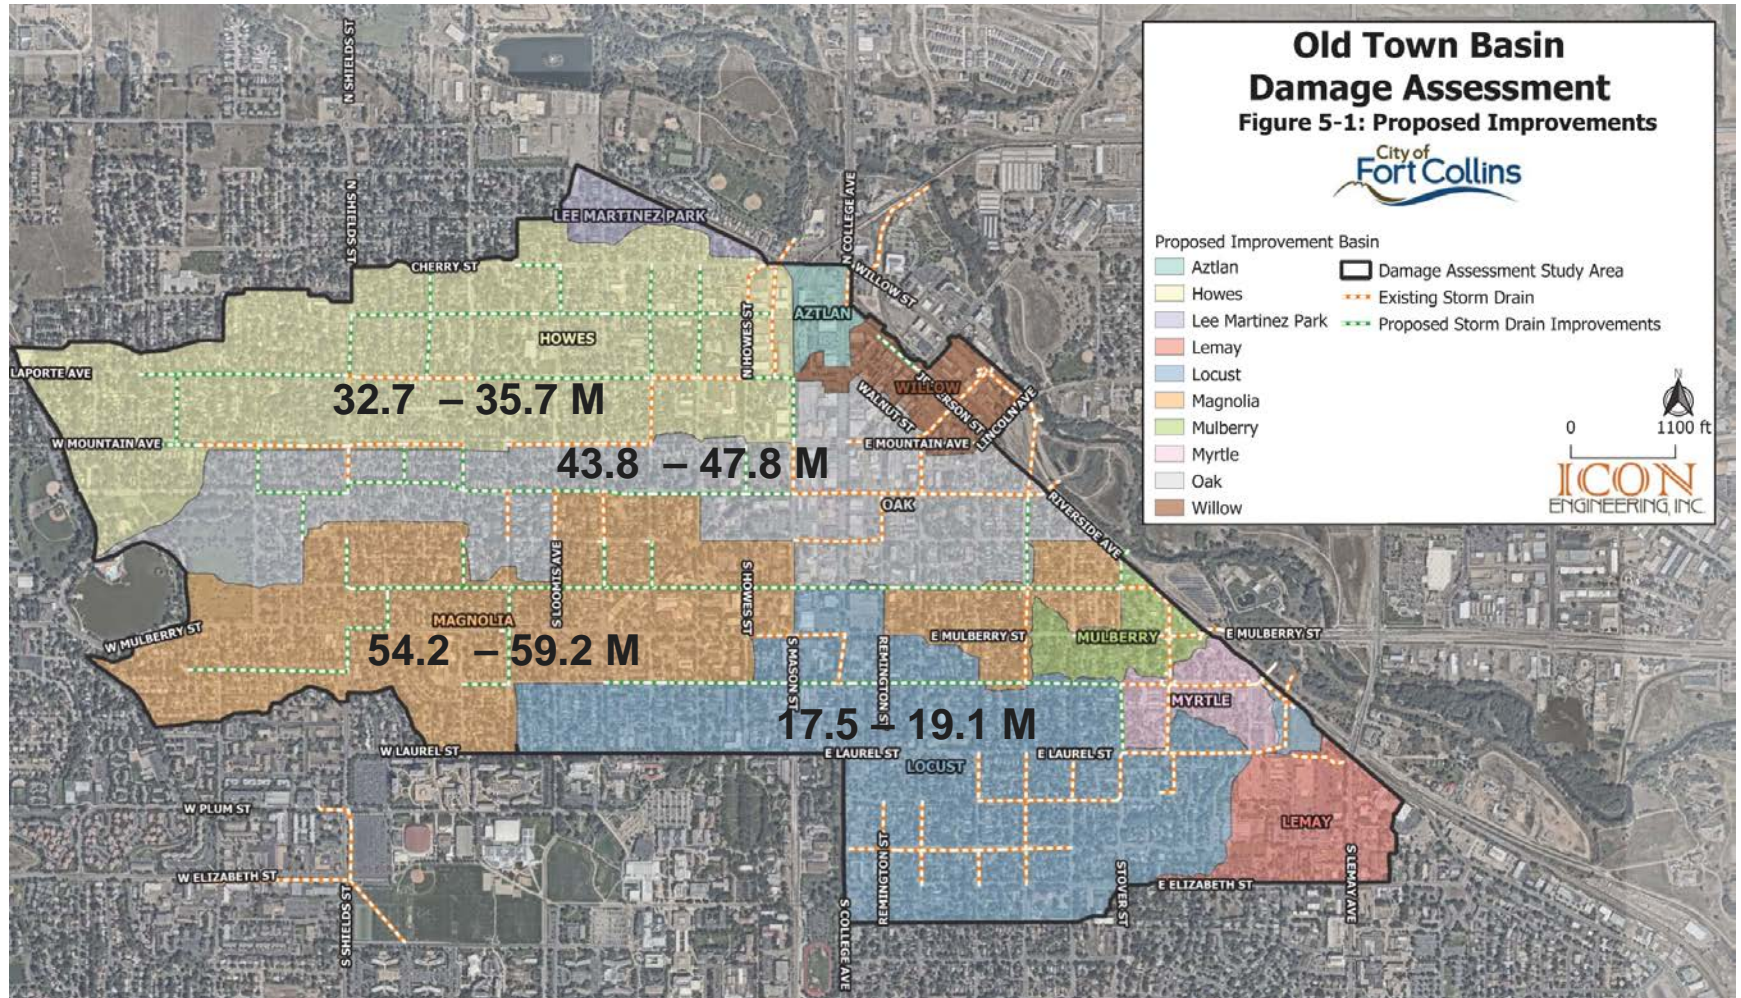 Old Town Basin
Damage Assessment
Figure 5-1: Proposed Improvements
City of
Fort Collins
Proposed Improvement Basin
Aztlan
Howes
Lee Martinez Park
Lemay
Locust
Magnolia
Mulberry
Myrtle
Oak
Willow
Damage Assessment Study Area
Existing Storm Drain
Proposed Storm Drain Improvements
N
0 1100 ft
ICON
ENGINEERING, INC.
N SHIELDS ST
N SHIELDS ST
LEE MARTINEZ PARK
N COLLEGE AVE
CHERRY ST
WILLOW ST
AZTLAN
HOWES
N HOWES ST
LAPORTE AVE
32.7 – 35.7 M
WILLOW
JEFFERSON ST
WALNUT ST
LINCOLN AVE
W MOUNTAIN AVE
E MOUNTAIN AVE
43.8 – 47.8 M
OAK
RIVERSIDE AVE
S LOOMIS AVE
S HOWES ST
MAGNOLIA
W MULBERRY ST
54.2 – 59.2 M
S MASON ST
REMINGTON ST
E MULBERRY ST
MULBERRY
E MULBERRY ST
MYRTLE
17.5 – 19.1 M
W LAUREL ST
E LAUREL ST
E LAUREL ST
LOCUST
W PLUM ST
LEMAY
W ELIZABETH ST
S SHIELDS ST
S COLLEGE AVE
REMINGTON ST
STOVER ST
E ELIZABETH ST
S LEMAY AVE